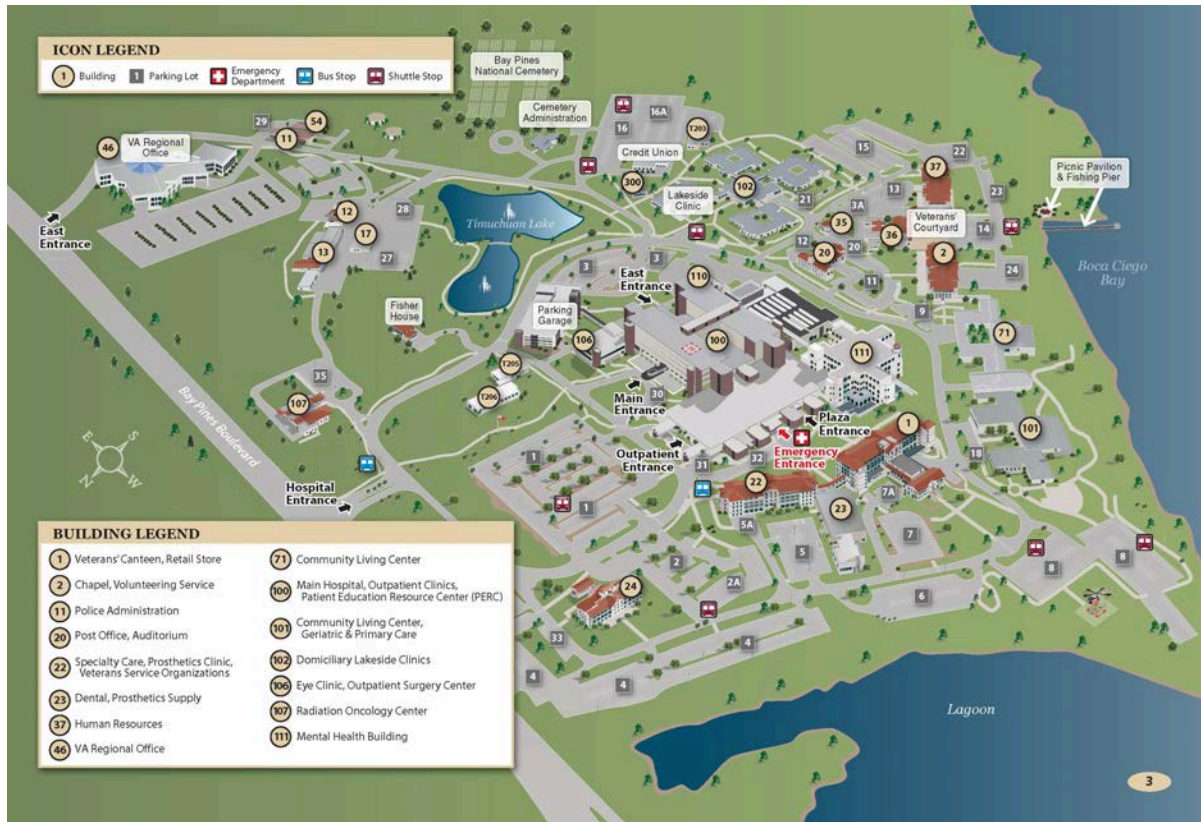 ICON LEGEND
1 Building
1 Parking Lot
Emergency
Department
Bus Stop
Shuttle Stop
Bay Pines
National Cemetery
Cemetery
Administration
VA Regional
Office
46
29
54
11
16A
16
T203
Credit Union
300
Lakeside
Clinic
102
15
22
37
21
13
3A
23
35
36
Veterans'
Courtyard
14
Picnic Pavilion
& Fishing Pier
Boca Ciego
Bay
12
20
20
2
11
24
9
71
East
Entrance
12
28
17
13
27
Timuchuan Lake
3
3
East
Entrance
110
Fisher
House
Parking
Garage
106
100
111
T205
T206
35
107
Main
Entrance
30
Plaza
Entrance
Emergency
Entrance
Outpatient
Entrance
1
101
Bay Pines Boulevard
E
S
N
W
Hospital
Entrance
1
1
31
32
22
18
7A
23
5A
5
7
2
2A
24
8
8
6
33
4
4
4
Lagoon
BUILDING LEGEND
1 Veterans' Canteen, Retail Store
2 Chapel, Volunteering Service
11 Police Administration
20 Post Office, Auditorium
22 Specialty Care, Prosthetics Clinic,
Veterans Service Organizations
23 Dental, Prosthetics Supply
37 Human Resources
46 VA Regional Office
71 Community Living Center
100 Main Hospital, Outpatient Clinics,
Patient Education Resource Center (PERC)
101 Community Living Center,
Geriatric & Primary Care
102 Domiciliary Lakeside Clinics
106 Eye Clinic, Outpatient Surgery Center
107 Radiation Oncology Center
111 Mental Health Building
3